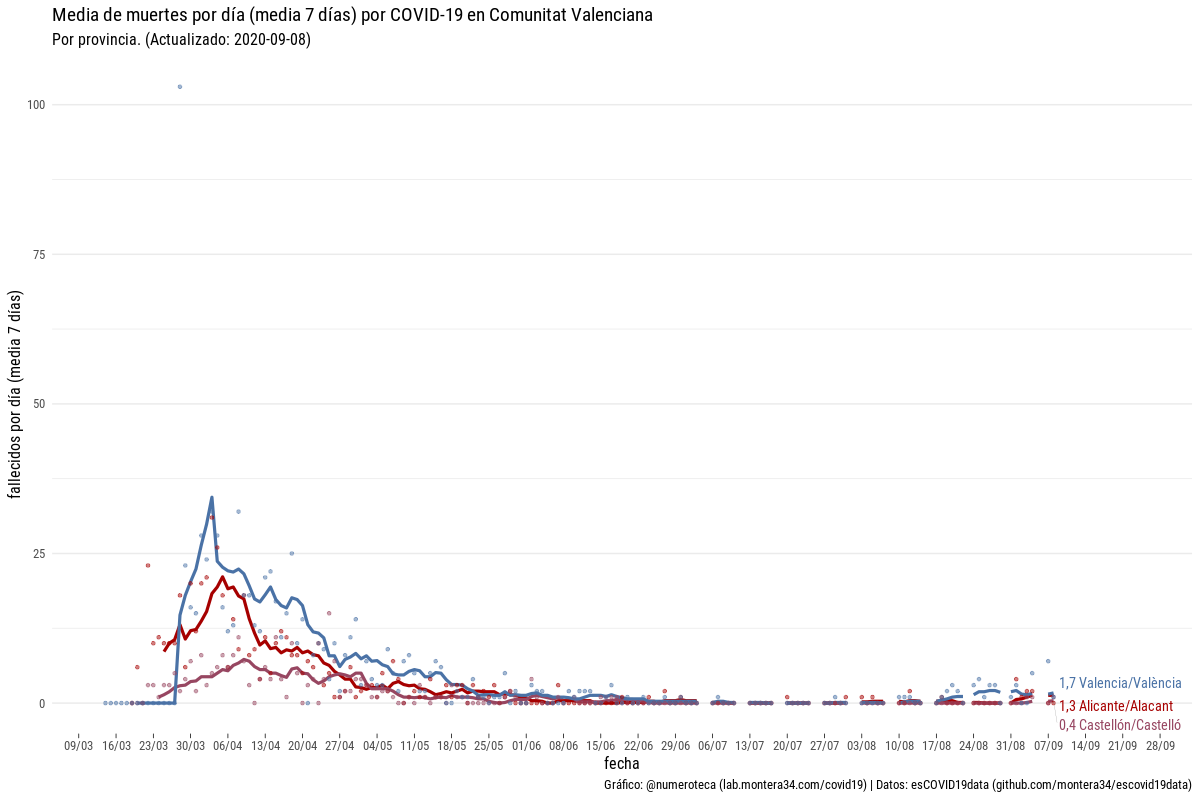 Media de muertes por día (media 7 días) por COVID-19 en Comunitat Valenciana
Por provincia. (Actualizado: 2020-09-08)
fallecidos por día (media 7 días)
100
75
50
25
0
1,7 Valencia/València
1,3 Alicante/Alacant
0,4 Castellón/Castelló
09/03 16/03 23/03 30/03 06/04 13/04 20/04 27/04 04/05 11/05 18/05 25/05 01/06 08/06 15/06 22/06 29/06 06/07 13/07 20/07 27/07 03/08 10/08 17/08 24/08 31/08 07/09 14/09 21/09 28/09
fecha
Gráfico: @numeroteca (lab.montera34.com/covid19) | Datos: esCOVID19data (github.com/montera34/escovid19data)